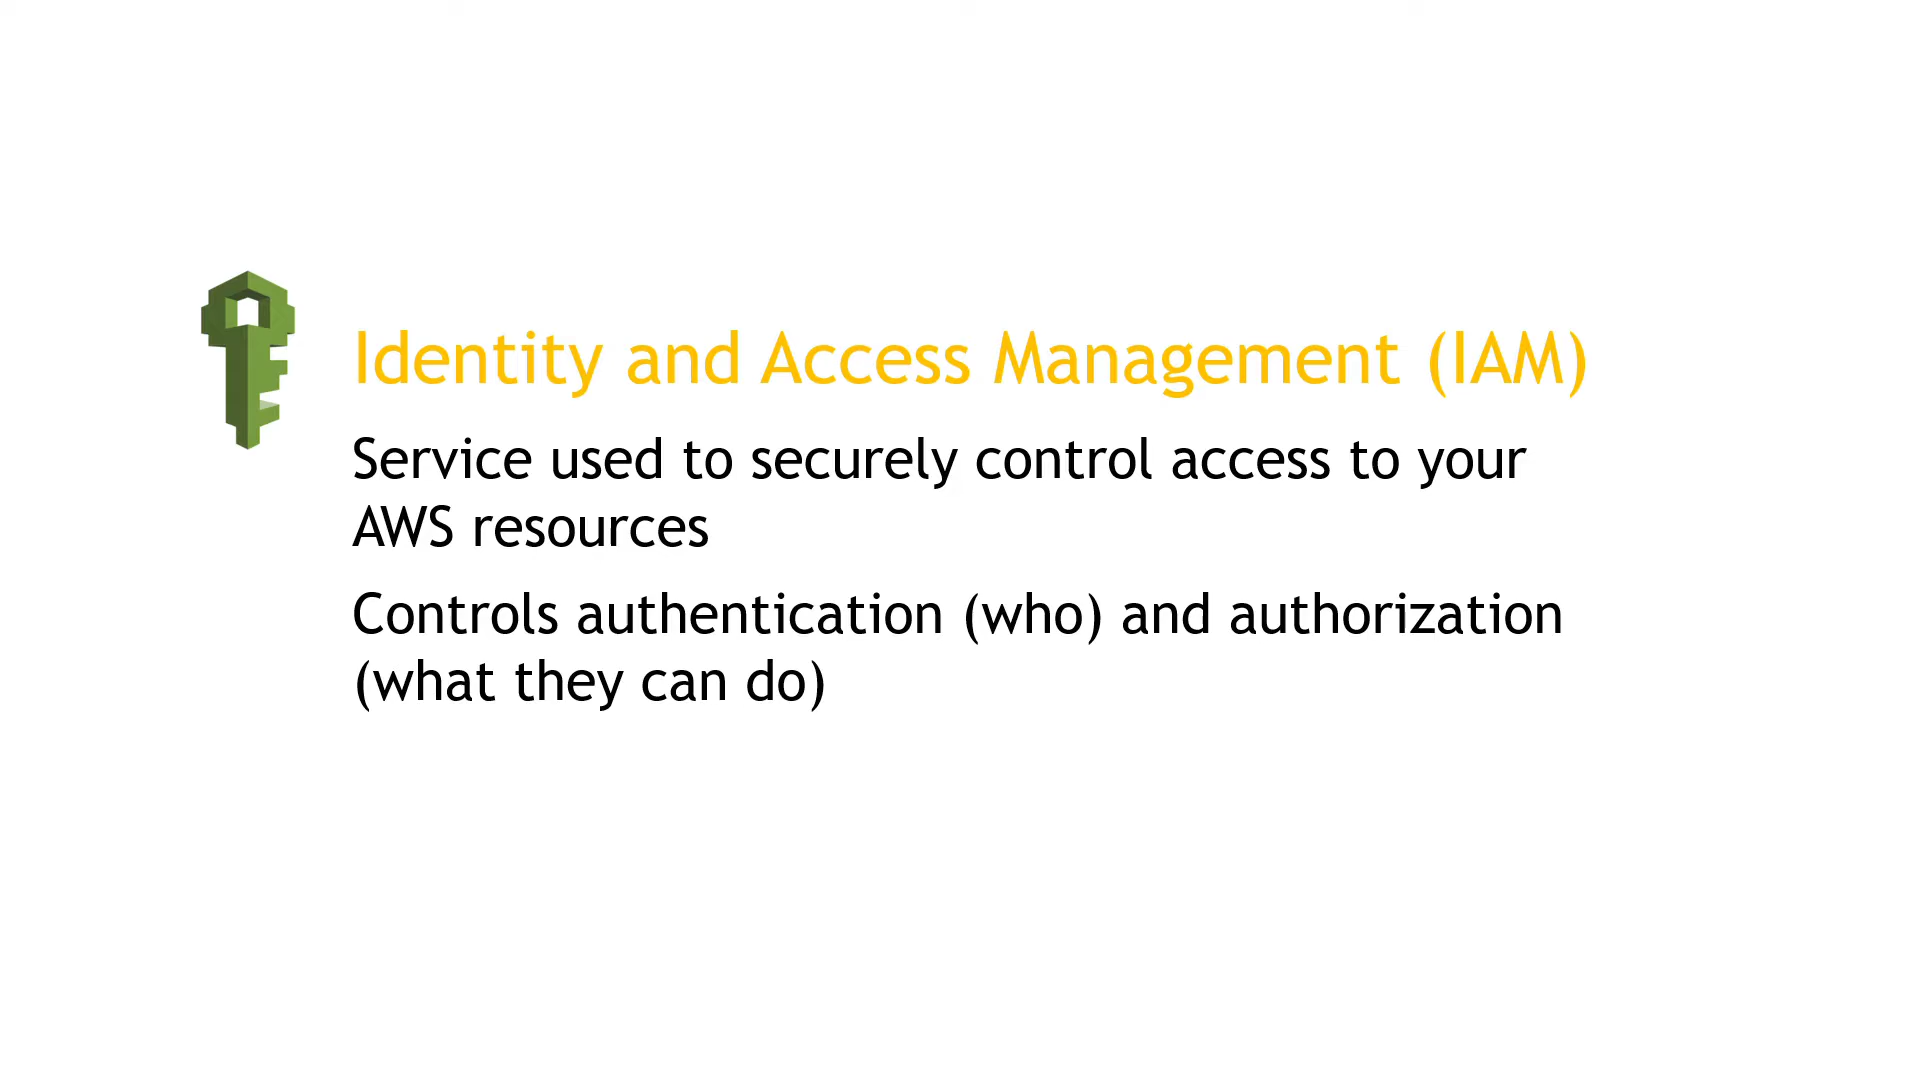 Identity and Access Management (IAM)
Service used to securely control access to your
AWS resources
Controls authentication (who) and authorization
(what they can do)